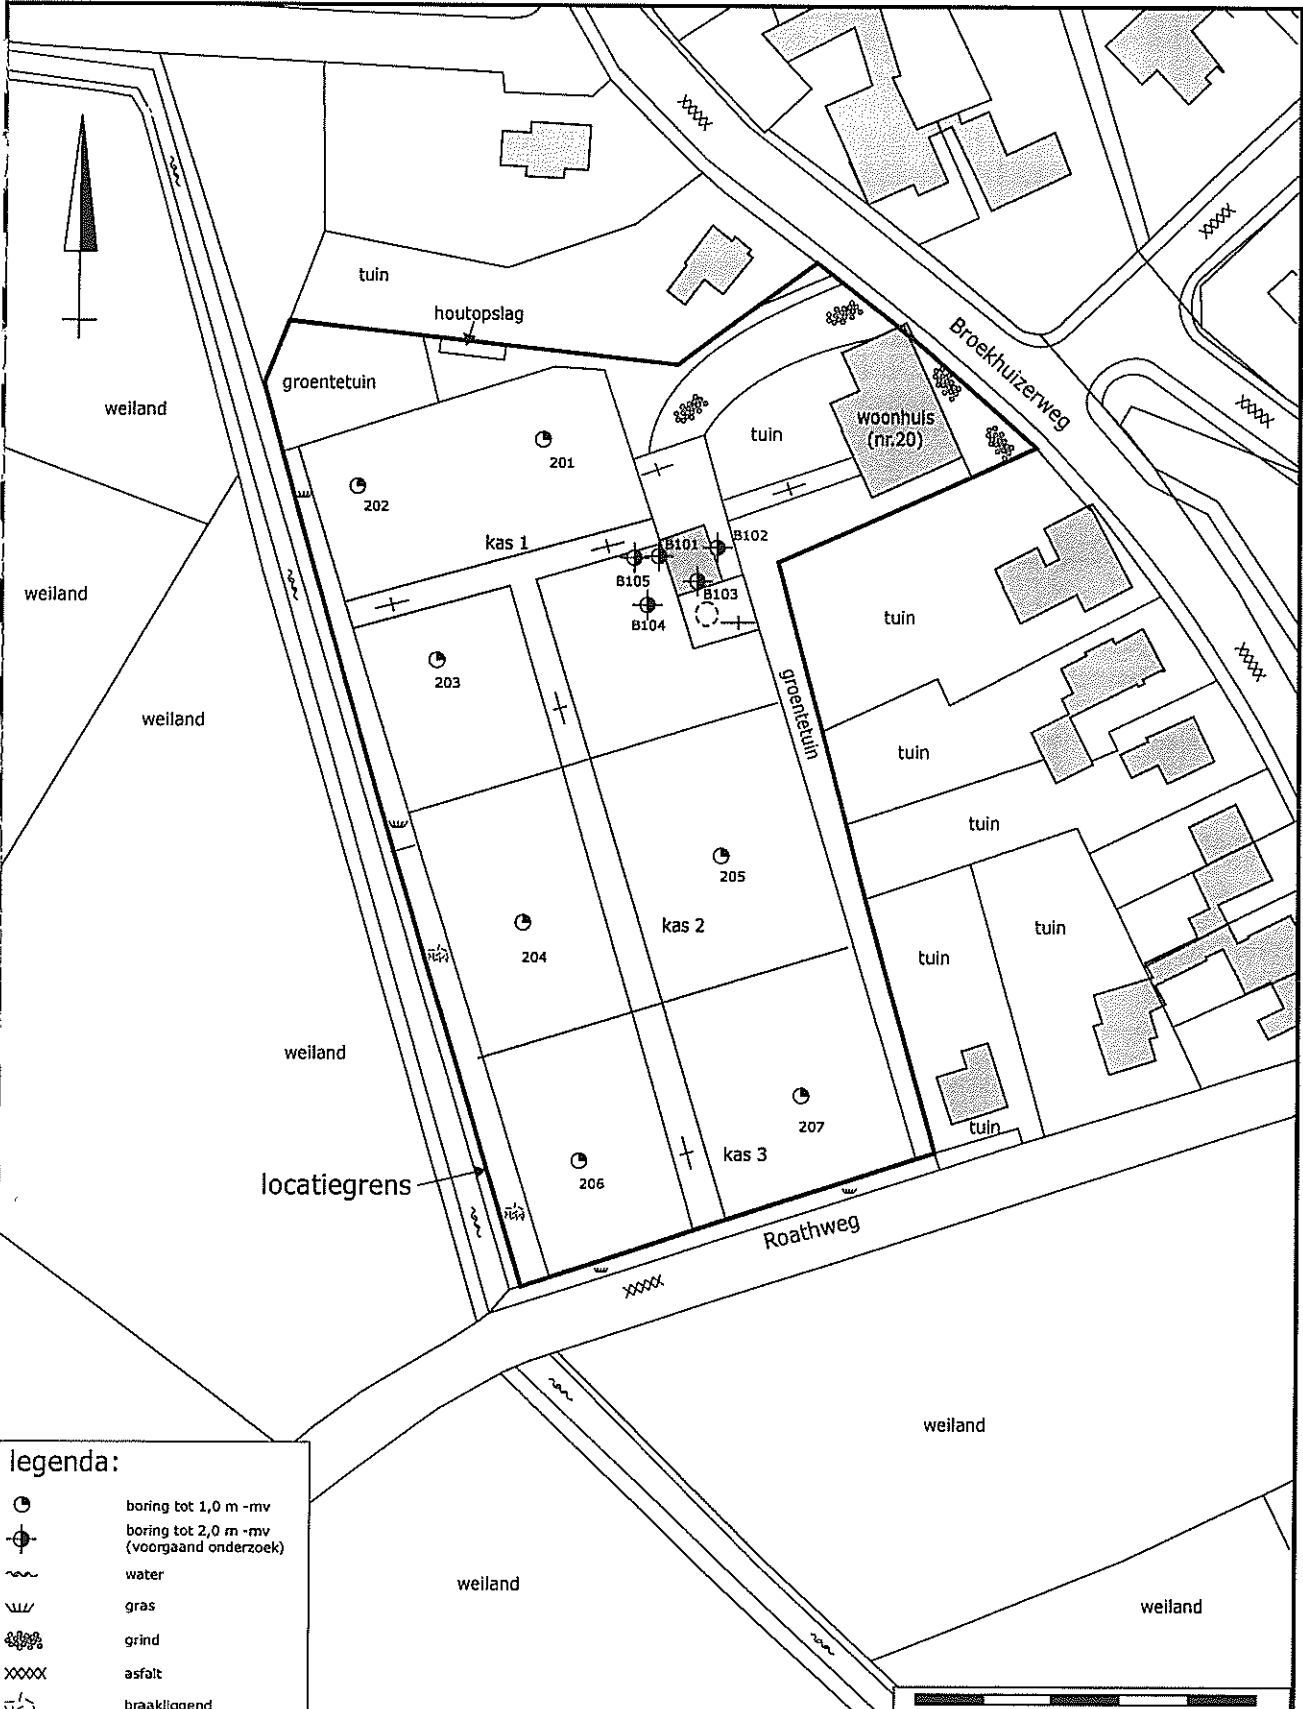 tuin
houtopslag
groentetuin
Broekhuizerweg
weiland
woonhuis
(nr.20)
tuin
201
202
kas 1
B101
B102
B105
B103
B104
weiland
tuin
203
weiland
groentetuin
tuin
tuin
205
kas 2
204
tuin
tuin
weiland
207
tuin
kas 3
206
locatiegrens
Roathweg
weiland
legenda:
boring tot 1,0 m -mv
boring tot 2,0 m -mv
(voorgaand onderzoek)
water
gras
grind
asfalt
braakliggend
weiland
weiland